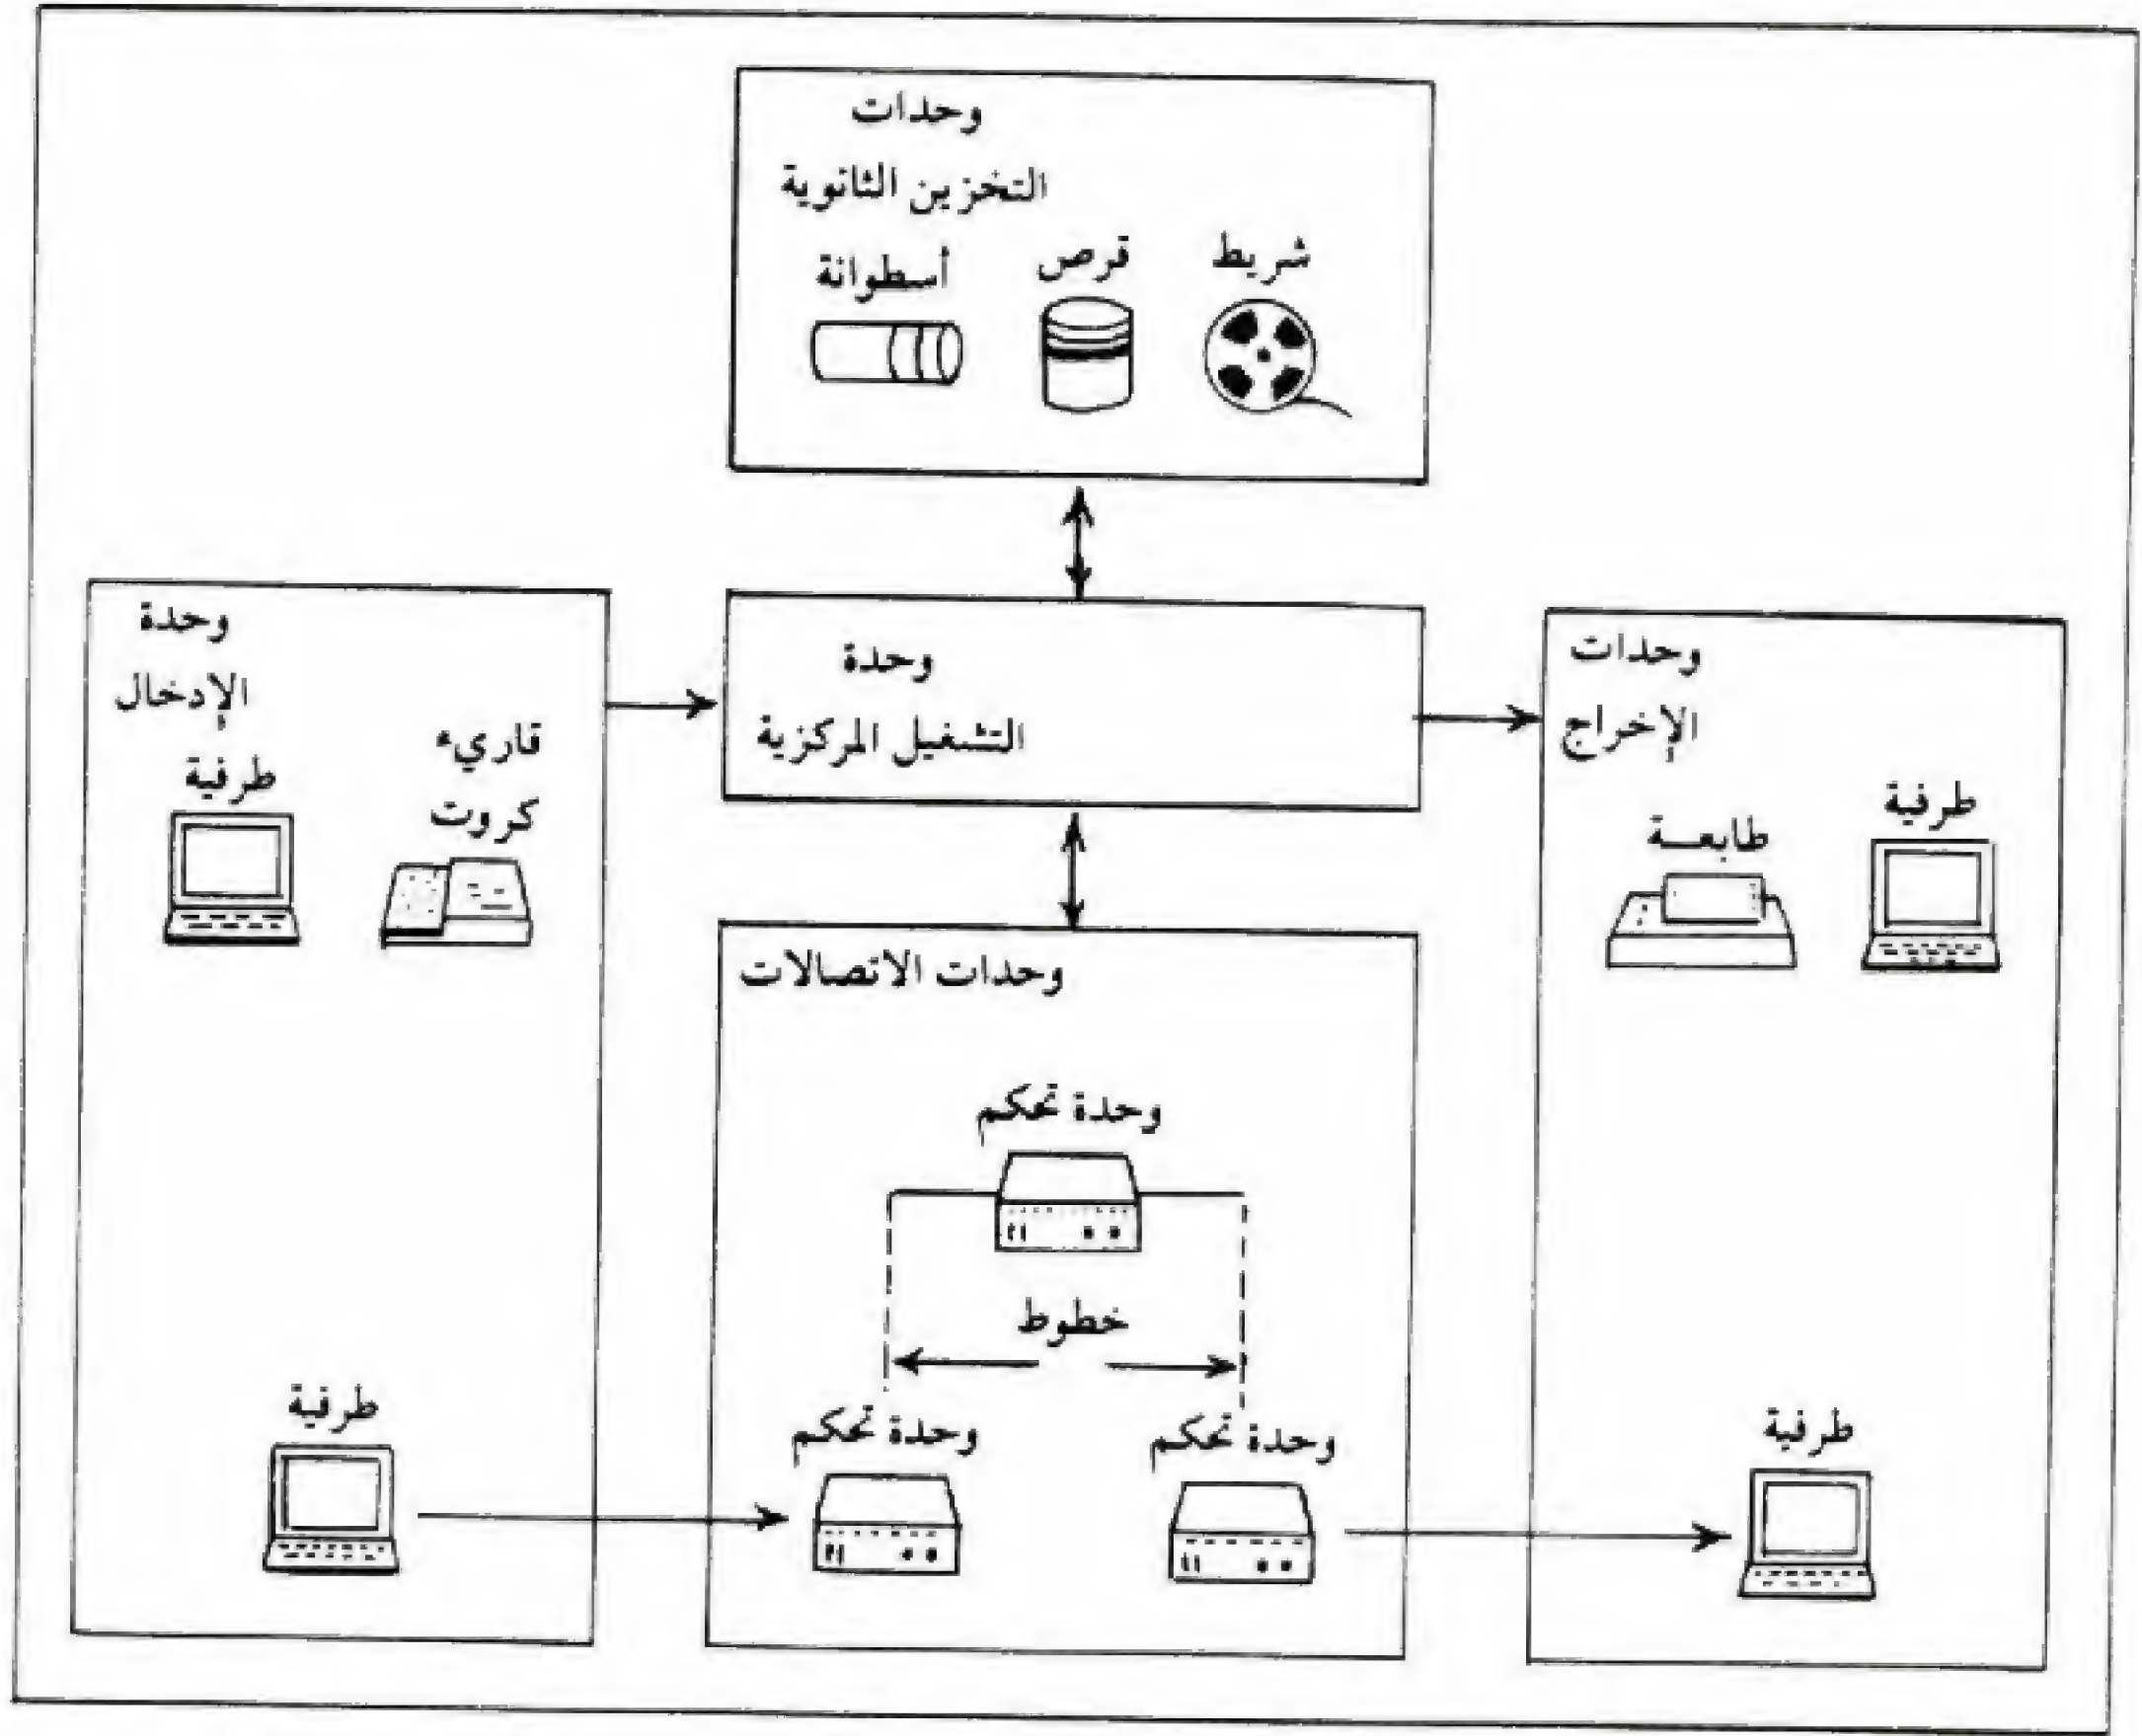 وحدات
التخزين الثانوية
شريط
قرص
أسطوانة
وحدة
التشغيل المركزية
وحدات
الإخراج
طرفية
طابعة
طرفية
وحدة
الإدخال
قاريء
كروت
طرفية
طرفية
وحدات الاتصالات
وحدة تحكم
خطوط
وحدة تحكم
وحدة تحكم